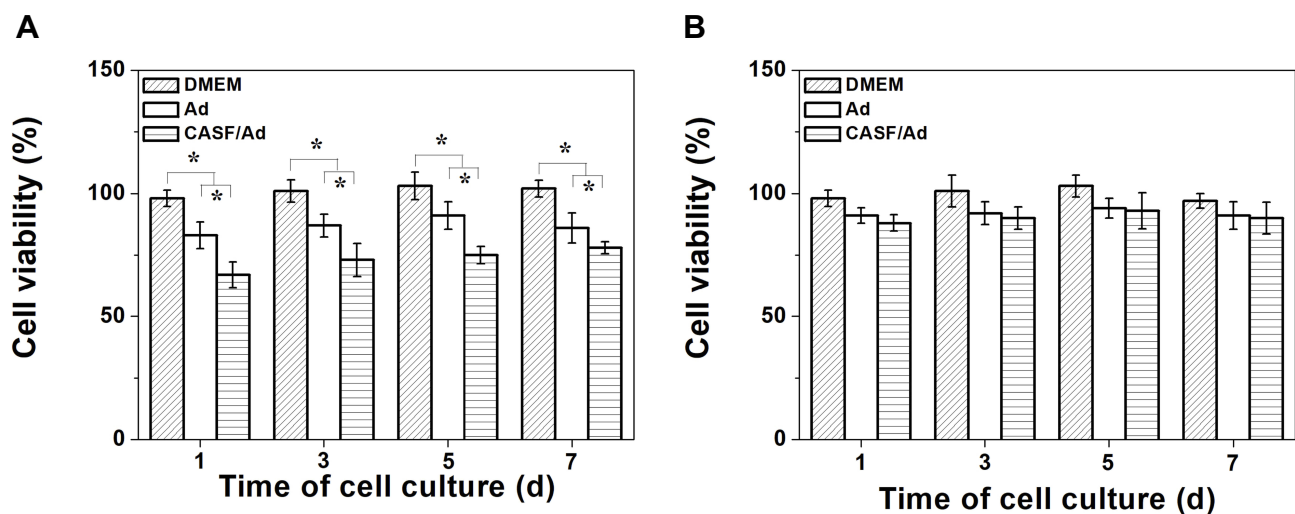 A
150
100
50
0
Cell viability (%)
DMEM
Ad
CASF/Ad
* * * *
* * * *
1 3 5 7
Time of cell culture (d)
B
150
100
50
0
Cell viability (%)
DMEM
Ad
CASF/Ad
1 3 5 7
Time of cell culture (d)